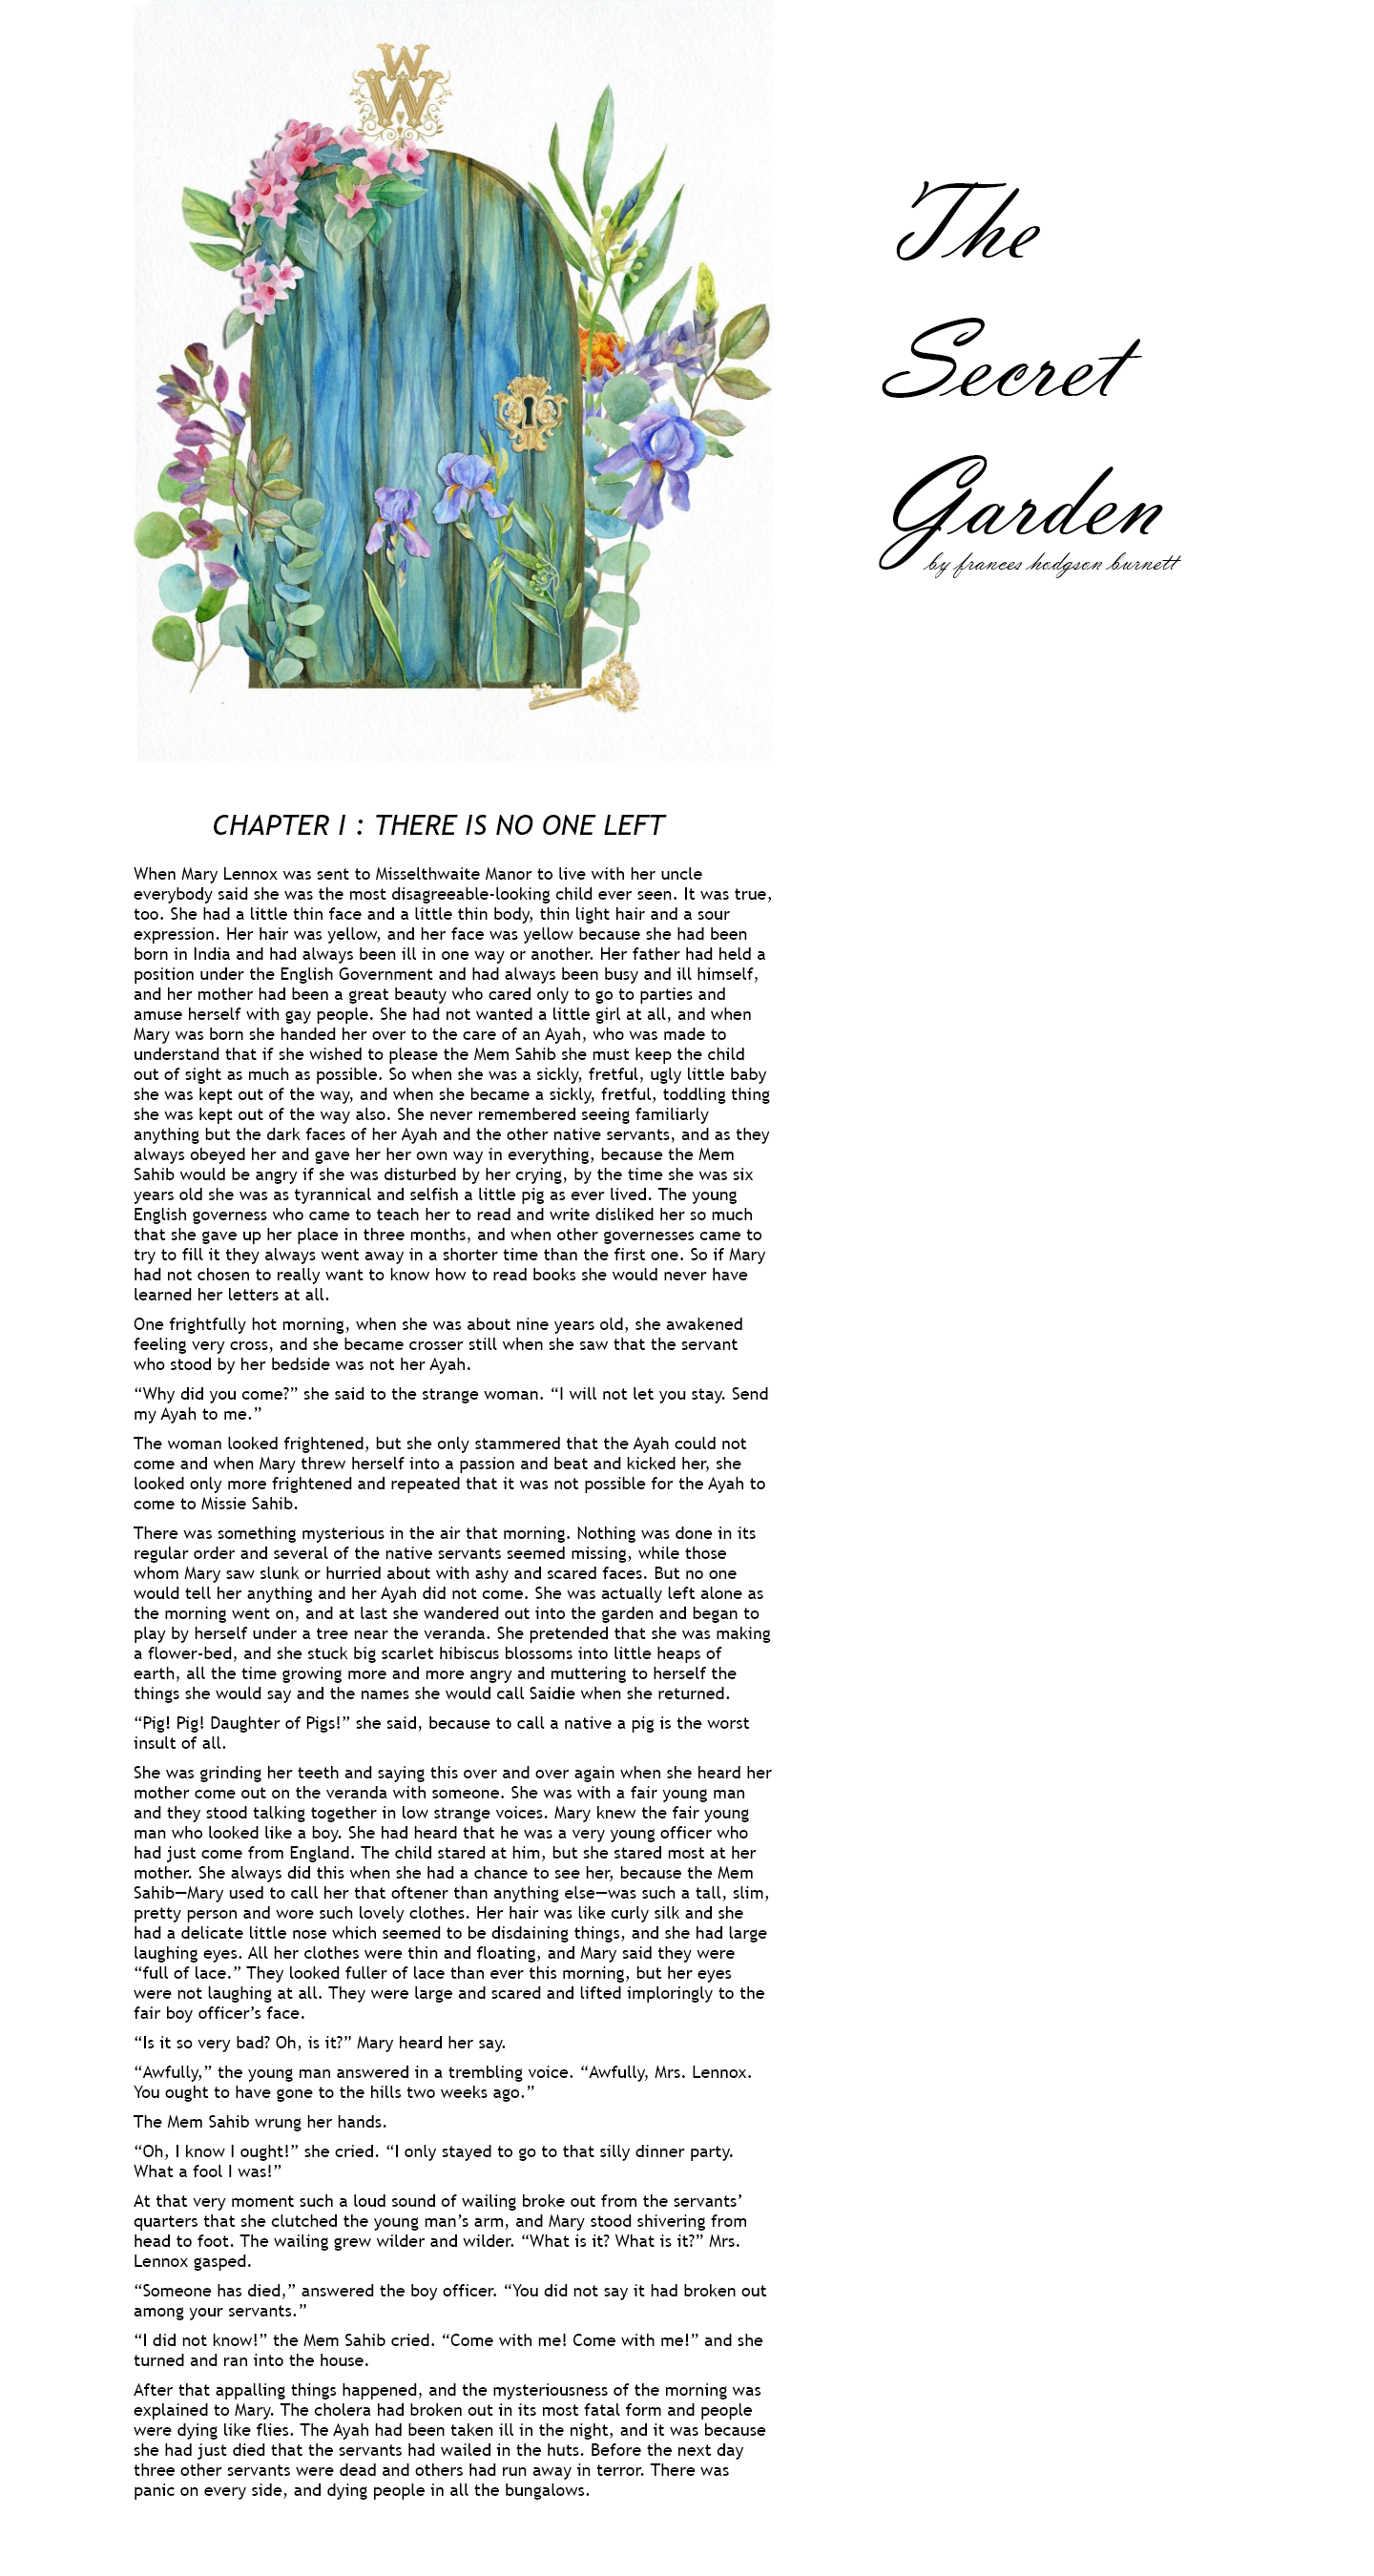 W
W
The
Secret
Garden
by frances hodgson burnett
CHAPTER I : THERE IS NO ONE LEFT
When Mary Lennox was sent to Misselthwaite Manor to live with her uncle
everybody said she was the most disagreeable-looking child ever seen. It was true,
too. She had a little thin face and a little thin body, thin light hair and a sour
expression. Her hair was yellow, and her face was yellow because she had been
born in India and had always been ill in one way or another. Her father had held a
position under the English Government and had always been busy and ill himself,
and her mother had been a great beauty who cared only to go to parties and
amuse herself with gay people. She had not wanted a little girl at all, and when
Mary was born she handed her over to the care of an Ayah, who was made to
understand that if she wished to please the Mem Sahib she must keep the child
out of sight as much as possible. So when she was a sickly, fretful, ugly little baby
she was kept out of the way, and when she became a sickly, fretful, toddling thing
she was kept out of the way also. She never remembered seeing familiarly
anything but the dark faces of her Ayah and the other native servants, and as they
always obeyed her and gave her her own way in everything, because the Mem
Sahib would be angry if she was disturbed by her crying, by the time she was six
years old she was as tyrannical and selfish a little pig as ever lived. The young
English governess who came to teach her to read and write disliked her so much
that she gave up her place in three months, and when other governesses came to
try to fill it they always went away in a shorter time than the first one. So if Mary
had not chosen to really want to know how to read books she would never have
learned her letters at all.
One frightfully hot morning, when she was about nine years old, she awakened
feeling very cross, and she became crosser still when she saw that the servant
who stood by her bedside was not her Ayah.
“Why did you come?” she said to the strange woman. “I will not let you stay. Send
my Ayah to me.”
The woman looked frightened, but she only stammered that the Ayah could not
come and when Mary threw herself into a passion and beat and kicked her, she
looked only more frightened and repeated that it was not possible for the Ayah to
come to Missie Sahib.
There was something mysterious in the air that morning. Nothing was done in its
regular order and several of the native servants seemed missing, while those
whom Mary saw slunk or hurried about with ashy and scared faces. But no one
would tell her anything and her Ayah did not come. She was actually left alone as
the morning went on, and at last she wandered out into the garden and began to
play by herself under a tree near the veranda. She pretended that she was making
a flower-bed, and she stuck big scarlet hibiscus blossoms into little heaps of
earth, all the time growing more and more angry and muttering to herself the
things she would say and the names she would call Saidie when she returned.
“Pig! Pig! Daughter of Pigs!” she said, because to call a native a pig is the worst
insult of all.
She was grinding her teeth and saying this over and over again when she heard her
mother come out on the veranda with someone. She was with a fair young man
and they stood talking together in low strange voices. Mary knew the fair young
man who looked like a boy. She had heard that he was a very young officer who
had just come from England. The child stared at him, but she stared most at her
mother. She always did this when she had a chance to see her, because the Mem
Sahib—Mary used to call her that oftener than anything else—was such a tall, slim,
pretty person and wore such lovely clothes. Her hair was like curly silk and she
had a delicate little nose which seemed to be disdaining things, and she had large
laughing eyes. All her clothes were thin and floating, and Mary said they were
“full of lace.” They looked fuller of lace than ever this morning, but her eyes
were not laughing at all. They were large and scared and lifted imploringly to the
fair boy officer’s face.
“Is it so very bad? Oh, is it?” Mary heard her say.
“Awfully,” the young man answered in a trembling voice. “Awfully, Mrs. Lennox.
You ought to have gone to the hills two weeks ago.”
The Mem Sahib wrung her hands.
“Oh, I know I ought!” she cried. “I only stayed to go to that silly dinner party.
What a fool I was!”
At that very moment such a loud sound of wailing broke out from the servants’
quarters that she clutched the young man’s arm, and Mary stood shivering from
head to foot. The wailing grew wilder and wilder. “What is it? What is it?” Mrs.
Lennox gasped.
“Someone has died,” answered the boy officer. “You did not say it had broken out
among your servants.”
“I did not know!” the Mem Sahib cried. “Come with me! Come with me!” and she
turned and ran into the house.
After that appalling things happened, and the mysteriousness of the morning was
explained to Mary. The cholera had broken out in its most fatal form and people
were dying like flies. The Ayah had been taken ill in the night, and it was because
she had just died that the servants had wailed in the huts. Before the next day
three other servants were dead and others had run away in terror. There was
panic on every side, and dying people in all the bungalows.